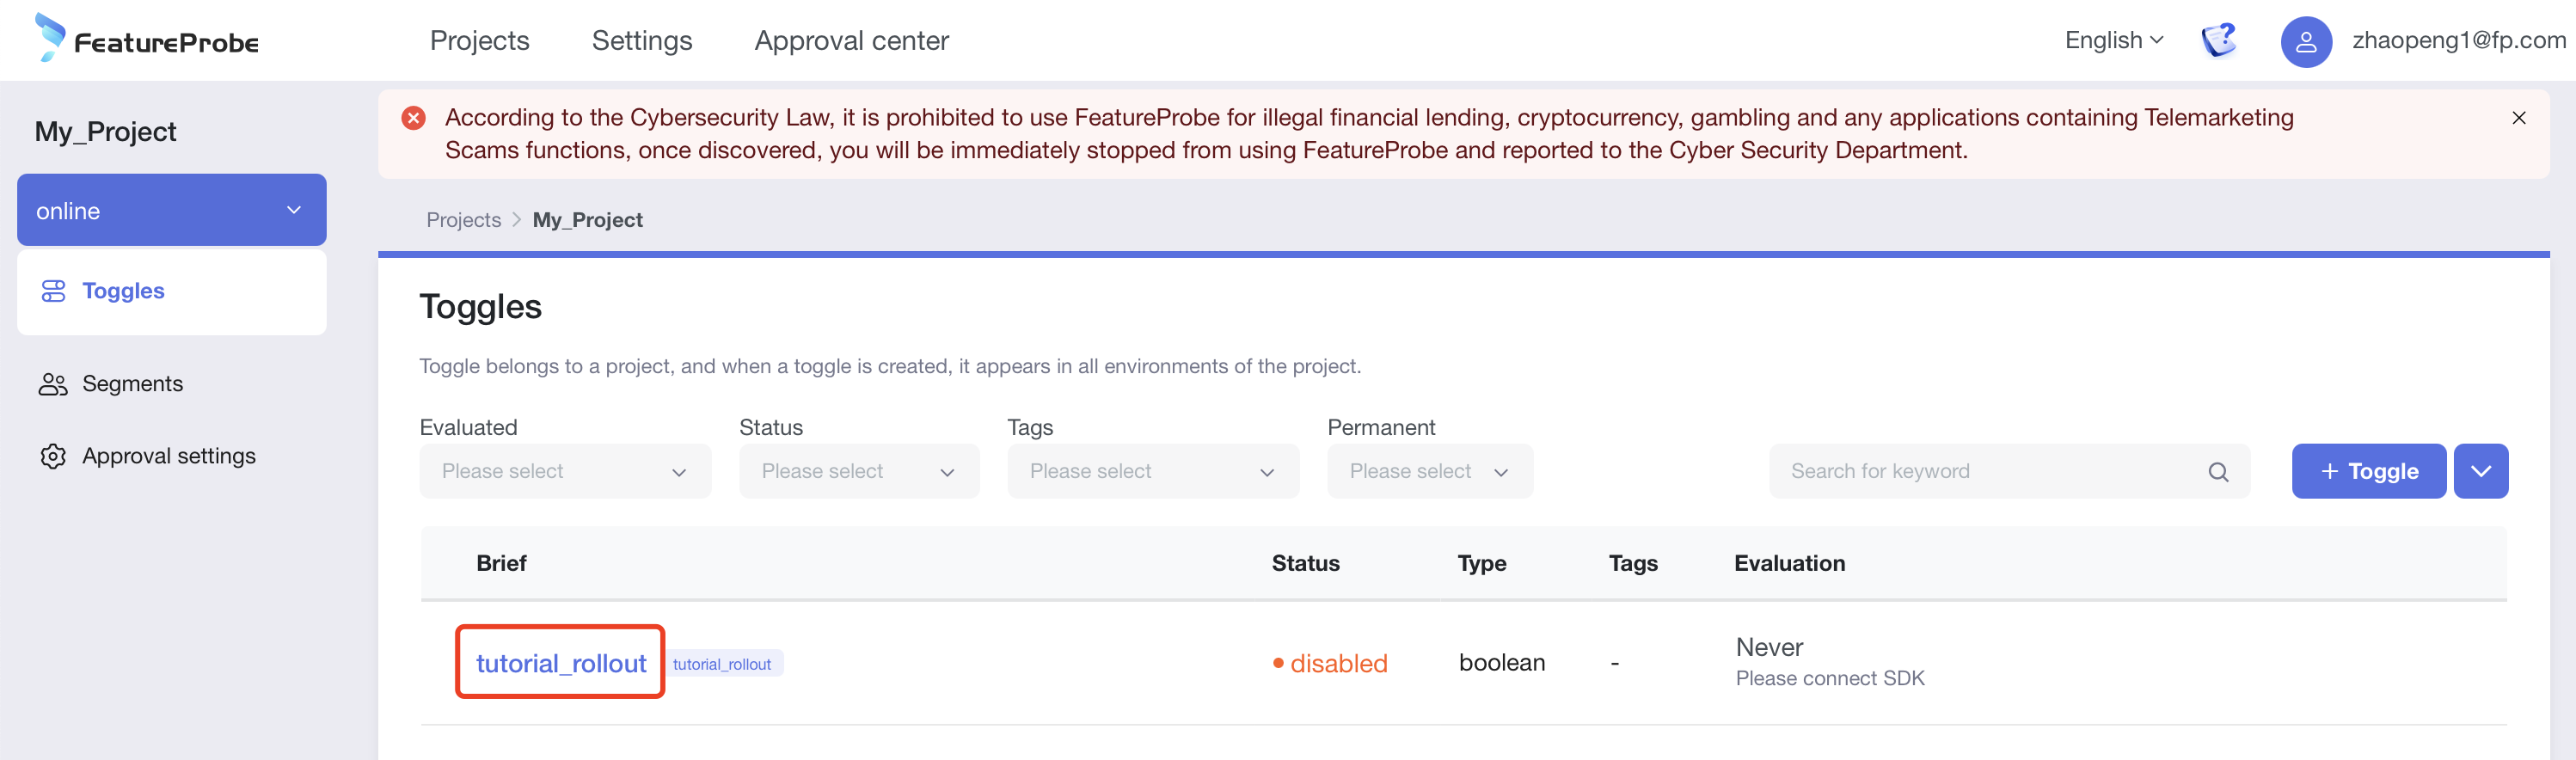 FeatureProbe
Projects Settings Approval center
English
zhaopeng1@fp.com
My_Project
online
Toggles
Segments
Approval settings
According to the Cybersecurity Law, it is prohibited to use FeatureProbe for illegal financial lending, cryptocurrency, gambling and any applications containing Telemarketing
Scams functions, once discovered, you will be immediately stopped from using FeatureProbe and reported to the Cyber Security Department.
Projects > My_Project
Toggles
Toggle belongs to a project, and when a toggle is created, it appears in all environments of the project.
Evaluated Status Tags Permanent
Please select Please select Please select Please select Search for keyword + Toggle
Brief Status Type Tags Evaluation
tutorial_rollout tutorial_rollout disabled boolean - Never
Please connect SDK